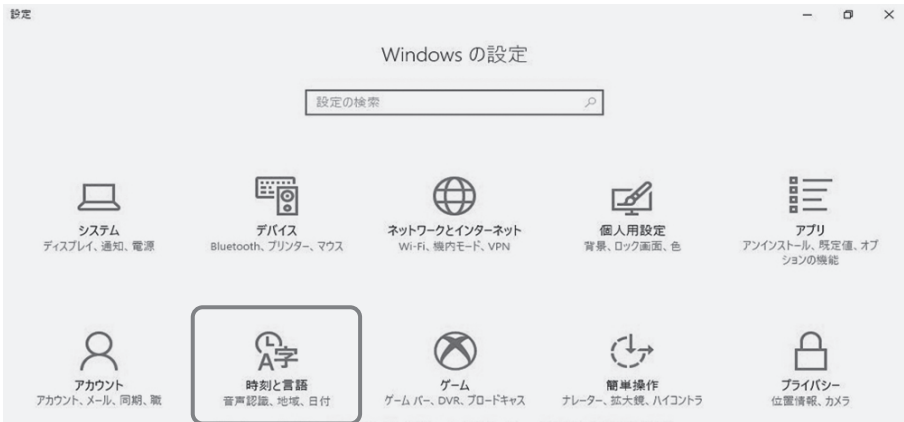 設定
Windows の設定
設定の検索
システム
ディスプレイ、通知、電源
デバイス
Bluetooth、プリンター、マウス
ネットワークとインターネット
Wi-Fi、機内モード、VPN
個人用設定
背景、ロック画面、色
アプリ
アンインストール、既定値、オプ
ションの機能
アカウント
アカウント、メール、同期、職
時刻と言語
音声認識、地域、日付
ゲーム
ゲーム バー、DVR、ブロードキャス
簡単操作
ナレーター、拡大鏡、ハイコントラ
プライバシー
位置情報、カメラ